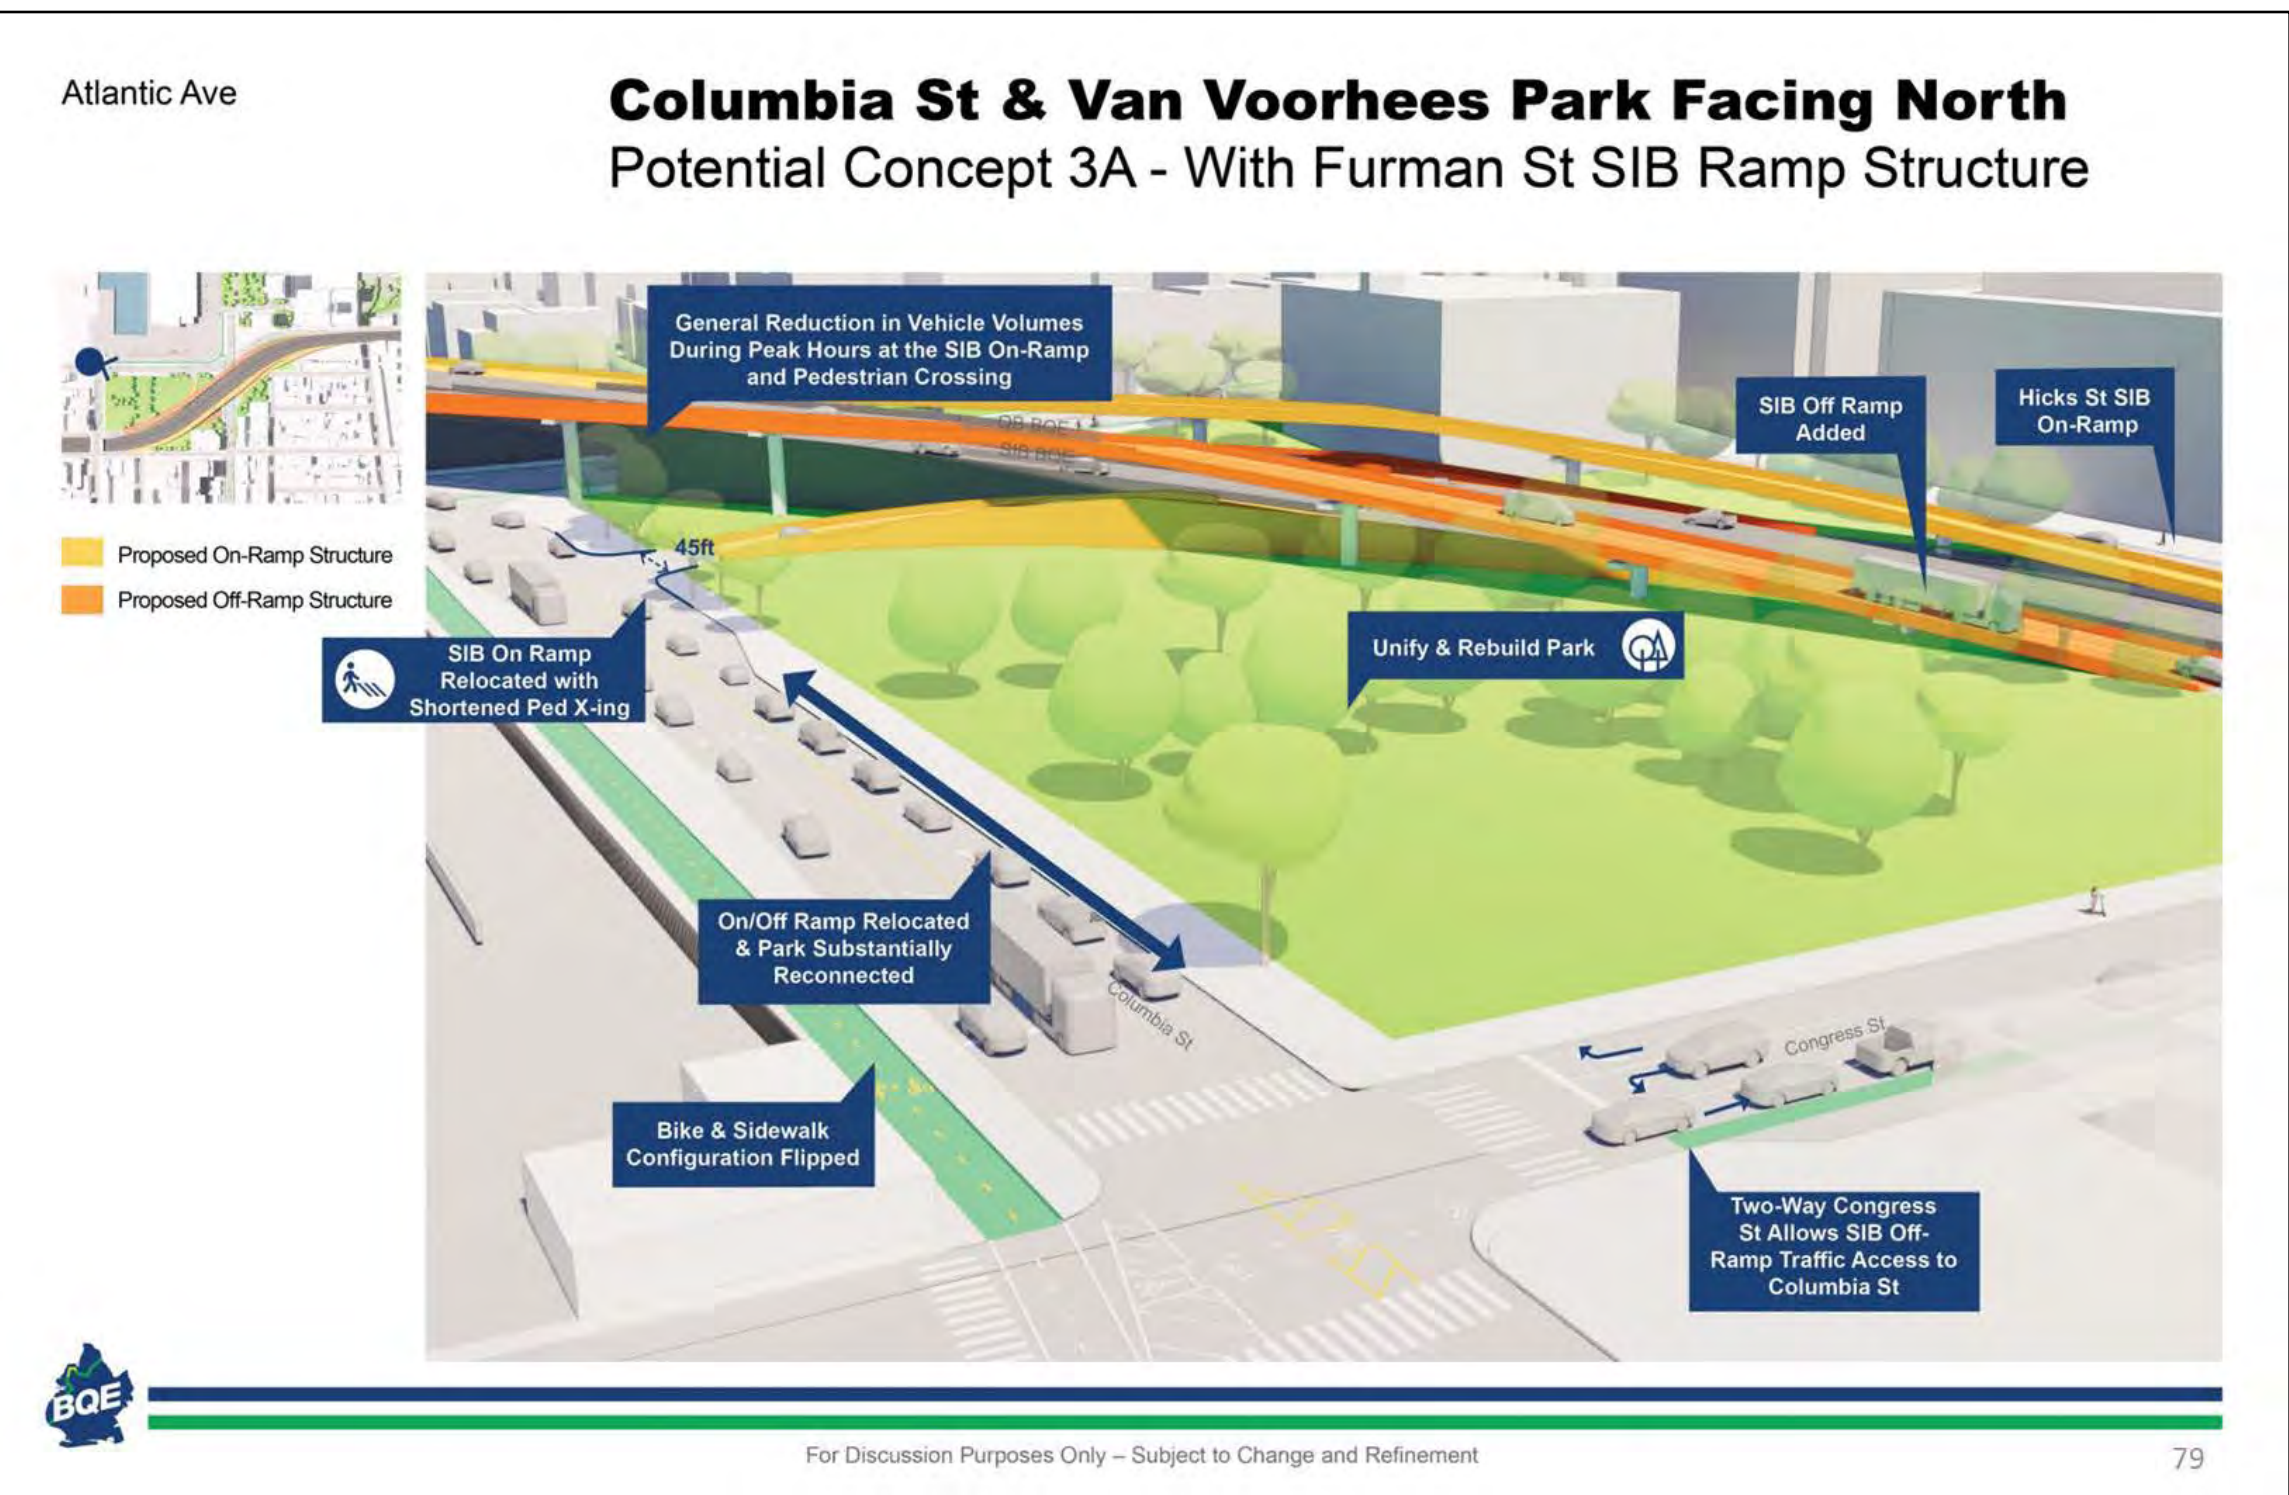 Atlantic Ave
Columbia St & Van Voorhees Park Facing North
Potential Concept 3A - With Furman St SIB Ramp Structure
General Reduction in Vehicle Volumes
During Peak Hours at the SIB On-Ramp
and Pedestrian Crossing
SIB Off Ramp
Added
Hicks St SIB
On-Ramp
QB BQE
SIB BQE
Proposed On-Ramp Structure
Proposed Off-Ramp Structure
45ft
SIB On Ramp
Relocated with
Shortened Ped X-ing
Unify & Rebuild Park
On/Off Ramp Relocated
& Park Substantially
Reconnected
Columbia St
Congress St
Bike & Sidewalk
Configuration Flipped
Two-Way Congress
St Allows SIB Off-
Ramp Traffic Access to
Columbia St
BQE
For Discussion Purposes Only – Subject to Change and Refinement
79